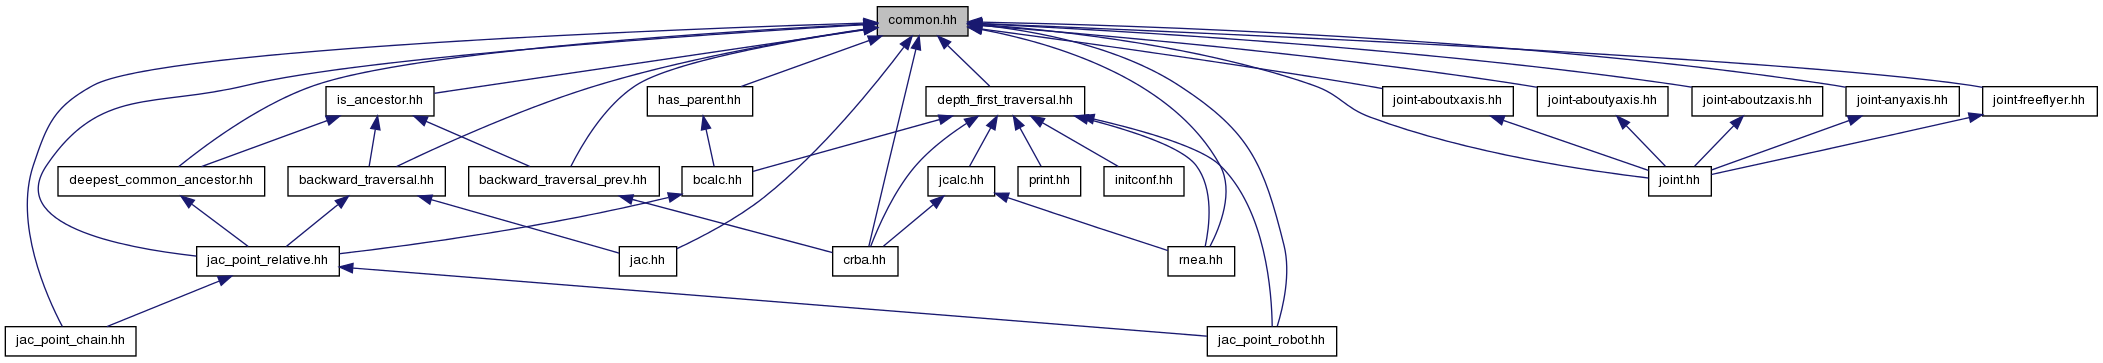 common.hh
is_ancestor.hh
has_parent.hh
depth_first_traversal.hh
joint-aboutxaxis.hh
joint-aboutyaxis.hh
joint-aboutzaxis.hh
joint-anyaxis.hh
joint-freeflyer.hh
deepest_common_ancestor.hh
backward_traversal.hh
backward_traversal_prev.hh
bcalc.hh
jcalc.hh
print.hh
initconf.hh
joint.hh
jac_point_relative.hh
jac.hh
crba.hh
rnea.hh
jac_point_chain.hh
jac_point_robot.hh